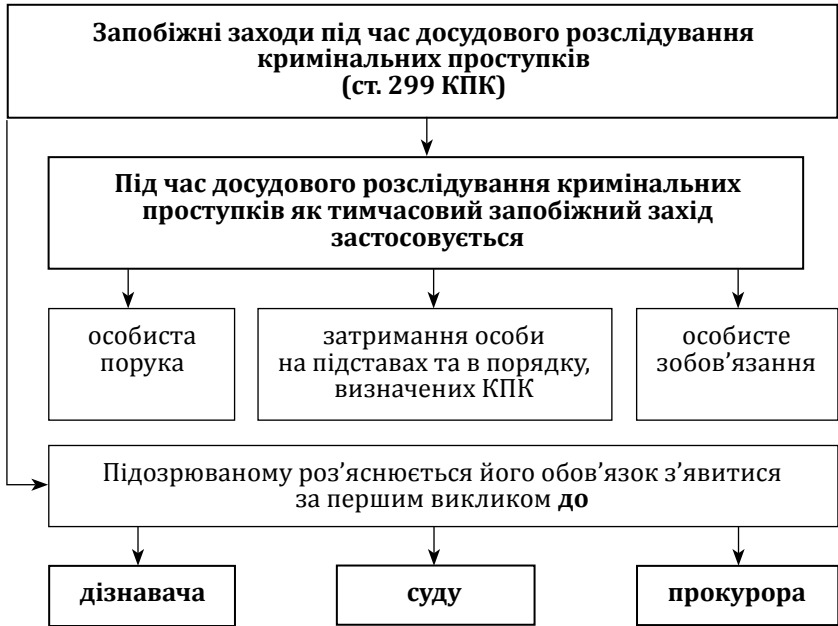 Запобіжні заходи під час досудового розслідування
кримінальних проступків
(ст. 299 КПК)
Під час досудового розслідування кримінальних
проступків як тимчасовий запобіжний захід
застосовується
особиста
порука
затримання особи
на підставах та в порядку,
визначених КПК
особисте
зобов’язання
Підозрюваному роз’яснюється його обов’язок з’явитися
за першим викликом до
дізнавача
суду
прокурора